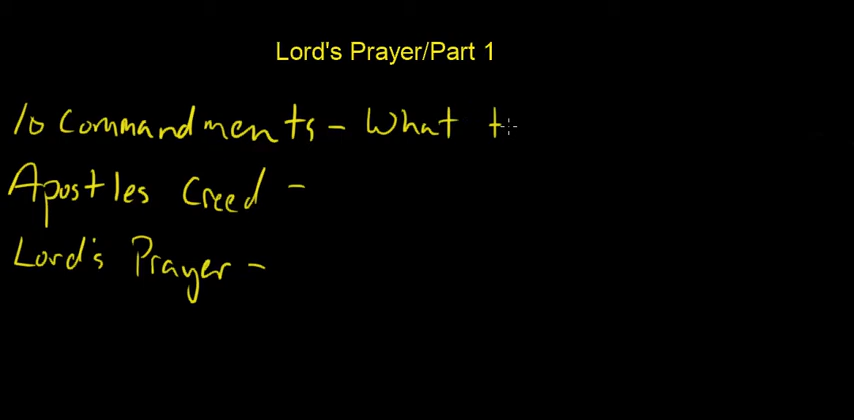 Lord's Prayer/Part 1
10 Commandments - What t
Apostles Creed -
Lord's Prayer -